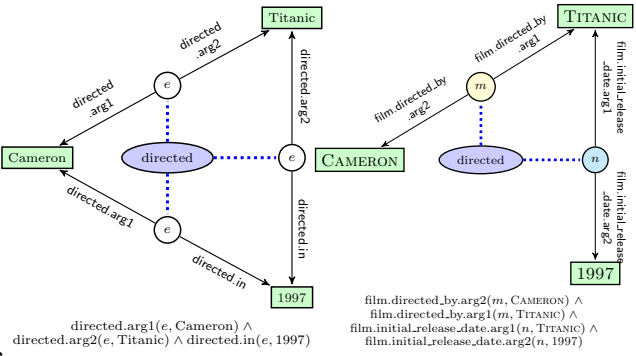 Titanic
directed
.arg2
e
directed
.arg1
directed.arg2
Cameron
directed
e
directed.arg1
directed.in
e
directed.in
1997
directed.arg1(e, Cameron) ∧
directed.arg2(e, Titanic) ∧ directed.in(e, 1997)
TITANIC
film.directed_by
.arg1
m
film.directed_by
.arg2
film.initial_release
_date.arg1
CAMERON
directed
n
film.initial_release
_date.arg2
1997
film.directed_by.arg2(m, CAMERON) ∧
film.directed_by.arg1(m, TITANIC) ∧
film.initial_release_date.arg1(n, TITANIC) ∧
film.initial_release_date.arg2(n, 1997)